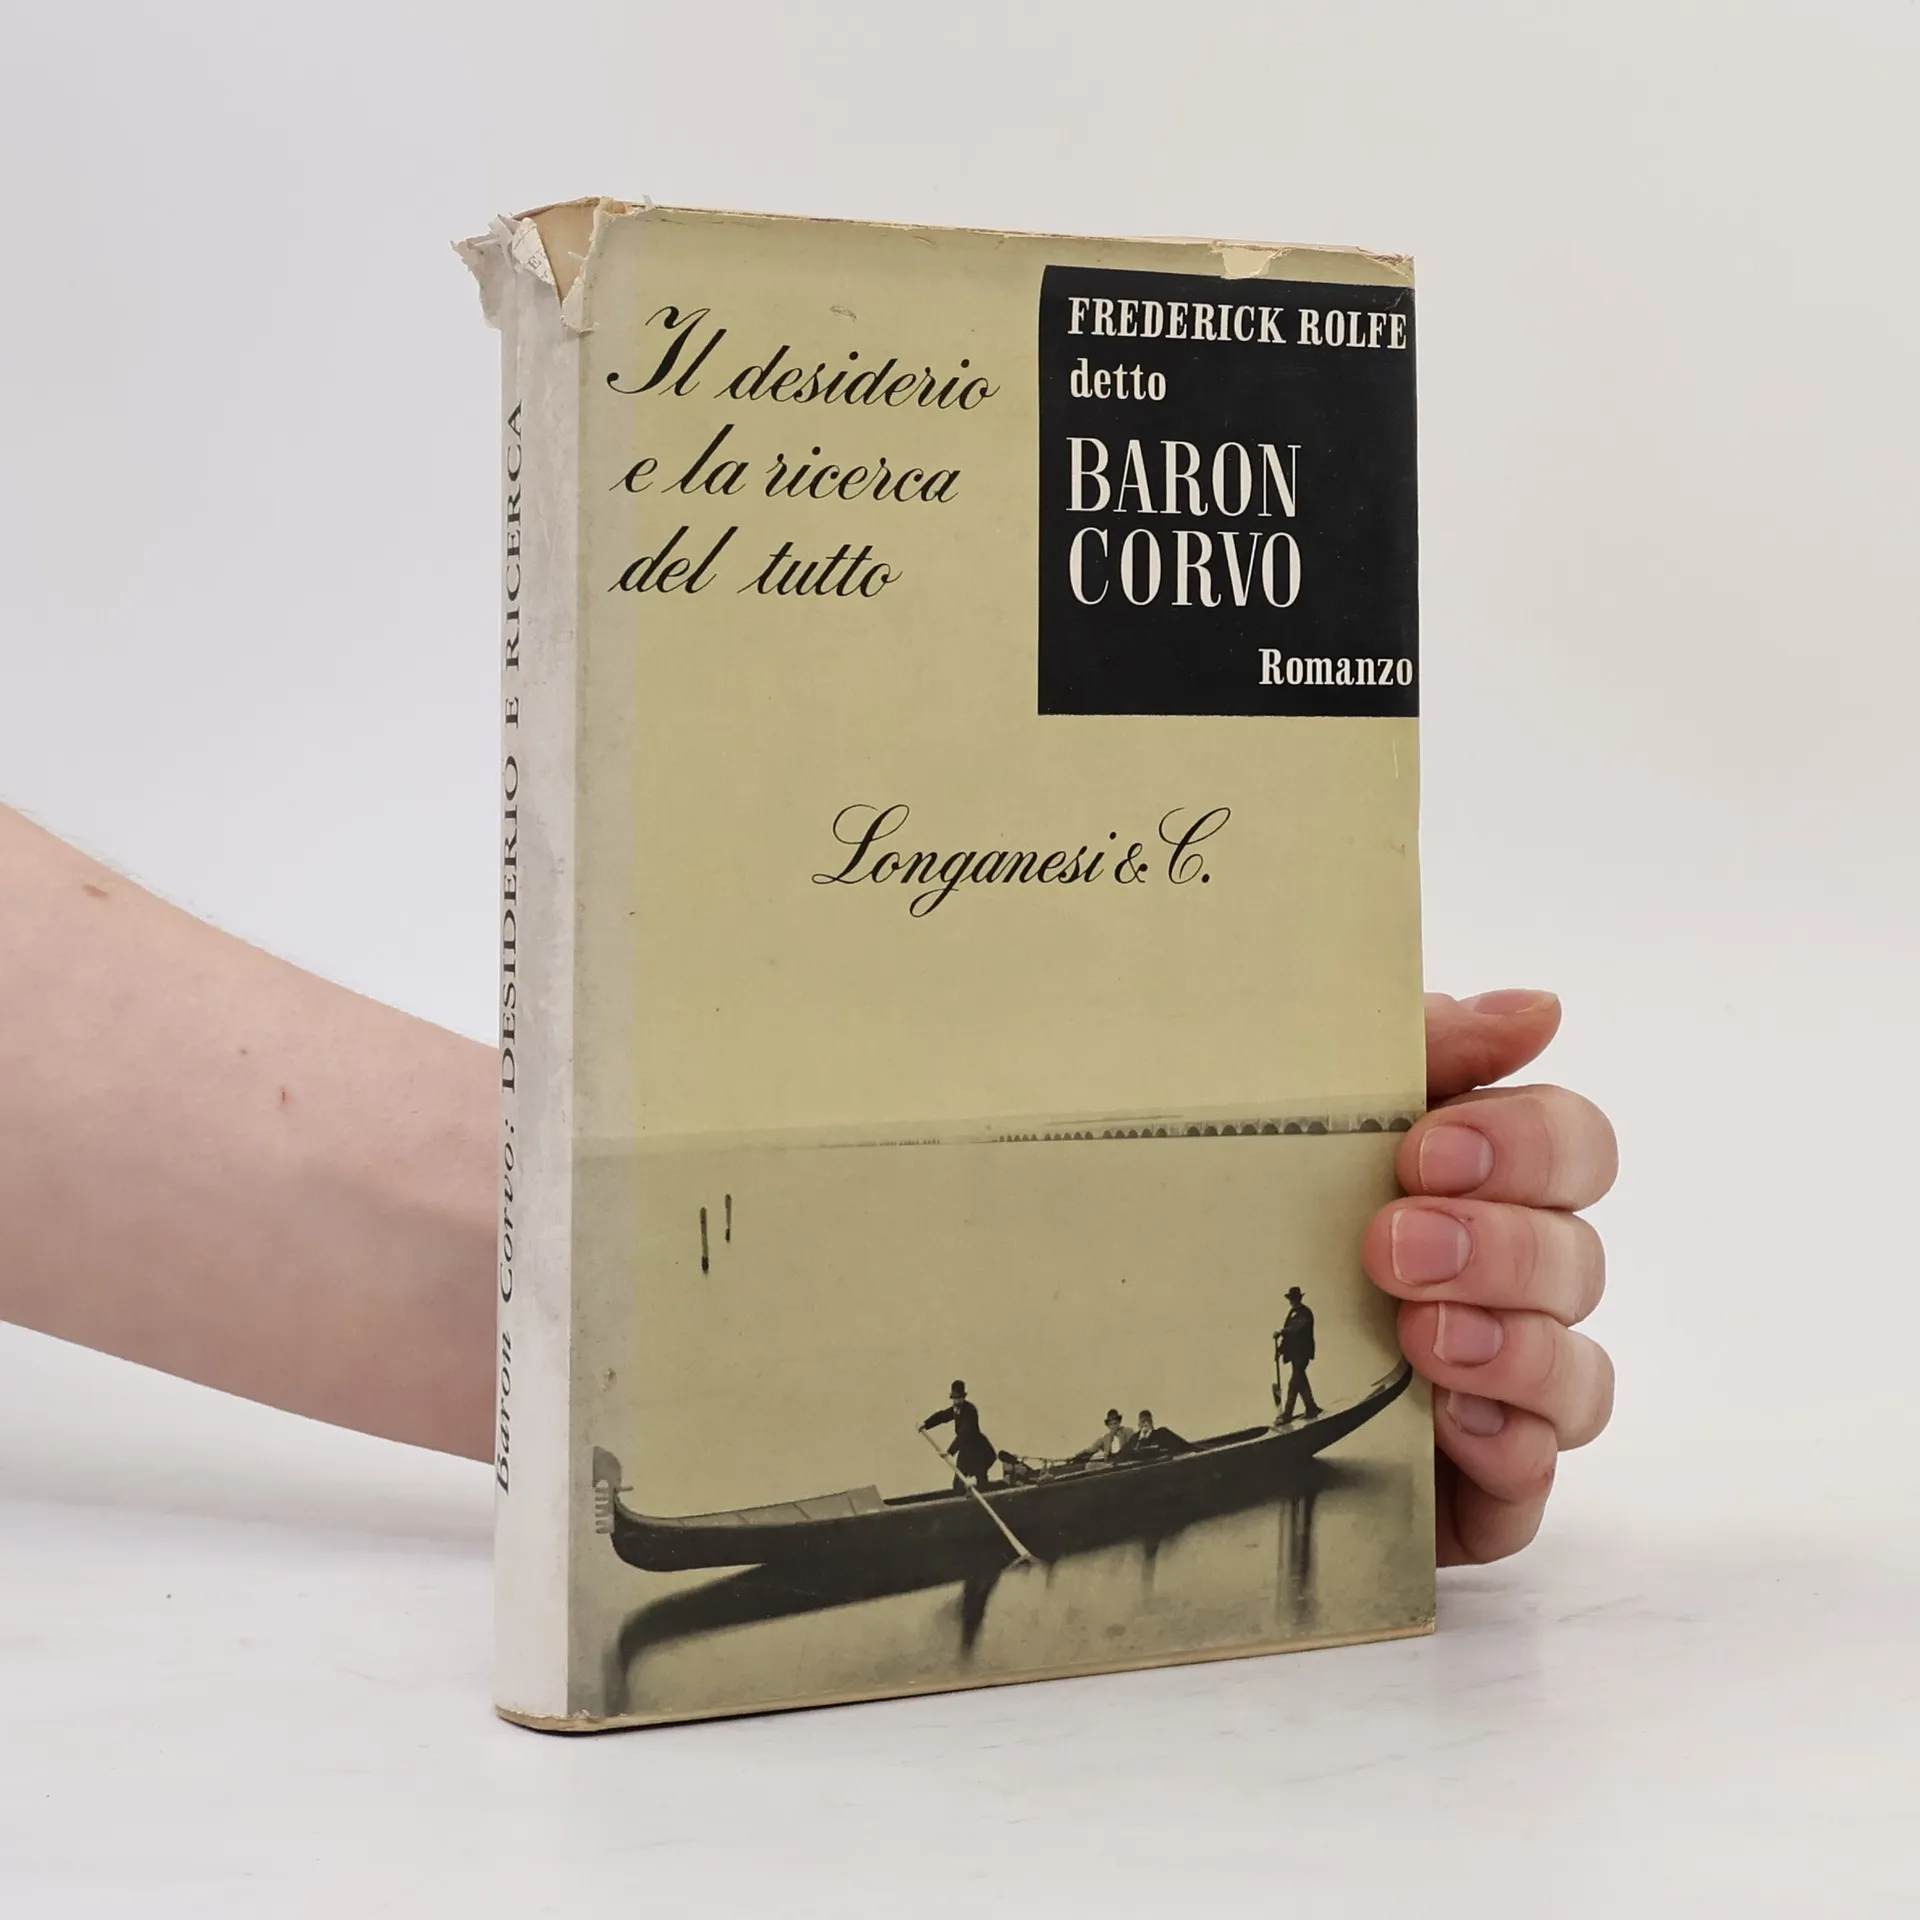 Il desiderio
e la ricerca
del tutto
FREDERICK ROLFE
detto
BARON
CORVO
Romanzo
Longanesi & C.
Baron Corvo: DESIDERIO E RICERCA